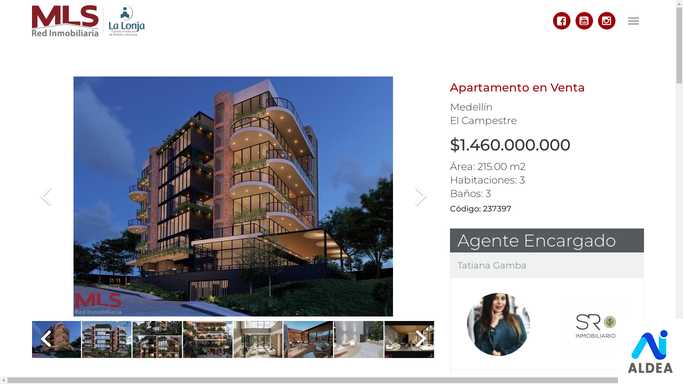 MLS
Red Inmobiliaria
La Lonja
Apartamento en Venta
Medellín
El Campestre
$1.460.000.000
Área: 215.00 m2
Habitaciones: 3
Baños: 3
Código: 237397
MLS
Red Inmobiliaria
Agente Encargado
Tatiana Gamba
SR
INMOBILIARIO
ALDEA